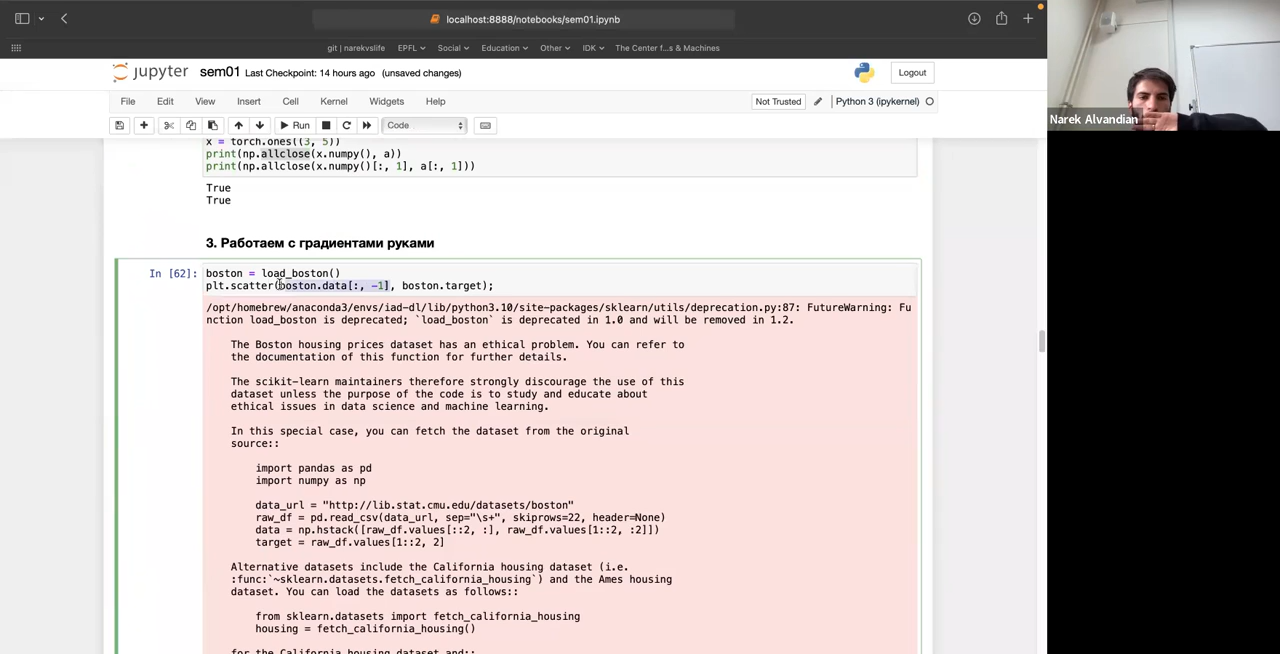 localhost:8888/notebooks/sem01.ipynb
git | narekvslife EPFL Social Education Other IDK The Center f...s & Machines
jupyter sem01 Last Checkpoint: 14 hours ago (unsaved changes) Logout
File Edit View Insert Cell Kernel Widgets Help Not Trusted Python 3 (ipykernel)
Run Code
Narek Alvandian
x = torch.ones((3, 5))
print(np.allclose(x.numpy(), a))
print(np.allclose(x.numpy()[:, 1], a[:, 1]))
True
True
3. Работаем с градиентами руками
In [62]: boston = load_boston()
plt.scatter(boston.data[:, -1], boston.target);
/opt/homebrew/anaconda3/envs/iad-dl/lib/python3.10/site-packages/sklearn/utils/deprecation.py:87: FutureWarning: Fu
nction load_boston is deprecated; `load_boston` is deprecated in 1.0 and will be removed in 1.2.
The Boston housing prices dataset has an ethical problem. You can refer to
the documentation of this function for further details.
The scikit-learn maintainers therefore strongly discourage the use of this
dataset unless the purpose of the code is to study and educate about
ethical issues in data science and machine learning.
In this special case, you can fetch the dataset from the original
source::
import pandas as pd
import numpy as np
data_url = "http://lib.stat.cmu.edu/datasets/boston"
raw_df = pd.read_csv(data_url, sep="\s+", skiprows=22, header=None)
data = np.hstack([raw_df.values[::2, :], raw_df.values[1::2, :2]])
target = raw_df.values[1::2, 2]
Alternative datasets include the California housing dataset (i.e.
:func:`~sklearn.datasets.fetch_california_housing`) and the Ames housing
dataset. You can load the datasets as follows::
from sklearn.datasets import fetch_california_housing
housing = fetch_california_housing()
for the California housing dataset and::